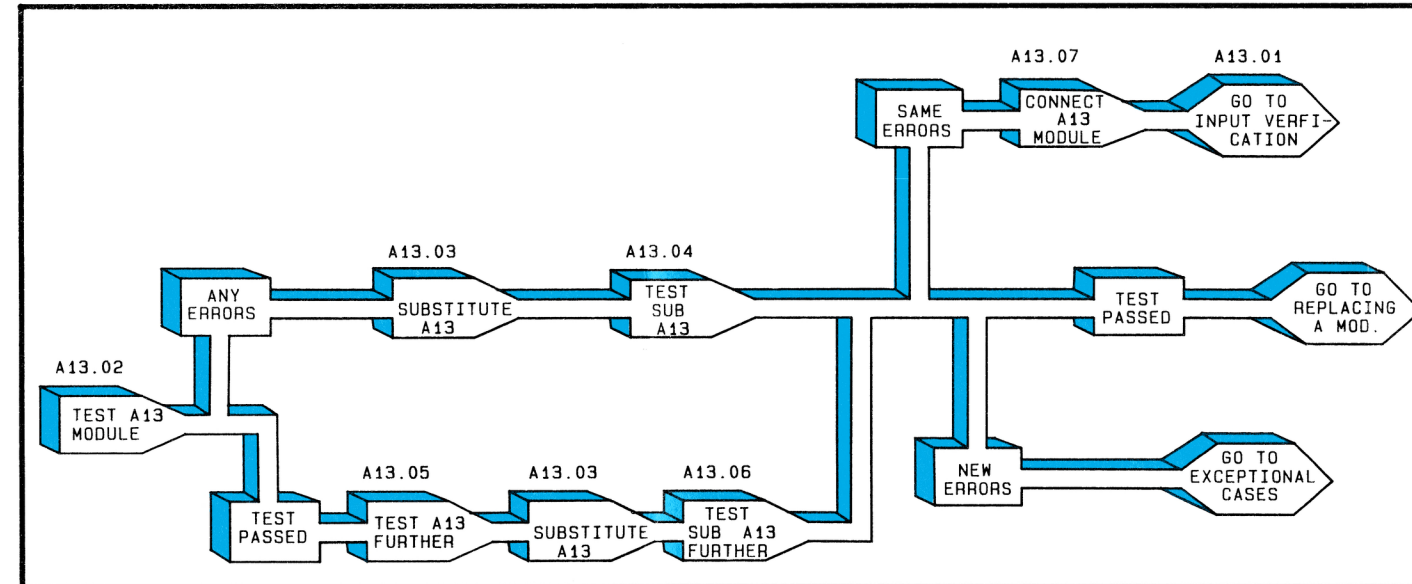 A13.07
A13.01
SAME
ERRORS
CONNECT
A13
MODULE
GO TO
INPUT VERFI-
CATION
A13.03
A13.04
ANY
ERRORS
SUBSTITUTE
A13
TEST
SUB
A13
TEST
PASSED
GO TO
REPLACING
A MOD.
A13.02
TEST A13
MODULE
A13.05
A13.03
A13.06
TEST
PASSED
TEST A13
FURTHER
SUBSTITUTE
A13
TEST
SUB A13
FURTHER
NEW
ERRORS
GO TO
EXCEPTIONAL
CASES